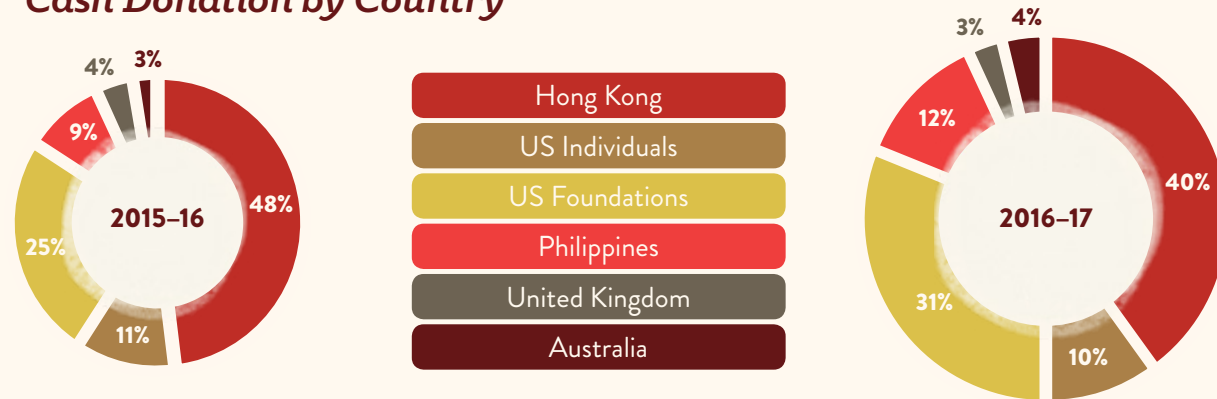 Cash Donation by Country
4%
3%
9%
48%
2015–16
25%
11%
Hong Kong
US Individuals
US Foundations
Philippines
United Kingdom
Australia
3%
4%
12%
40%
2016–17
31%
10%